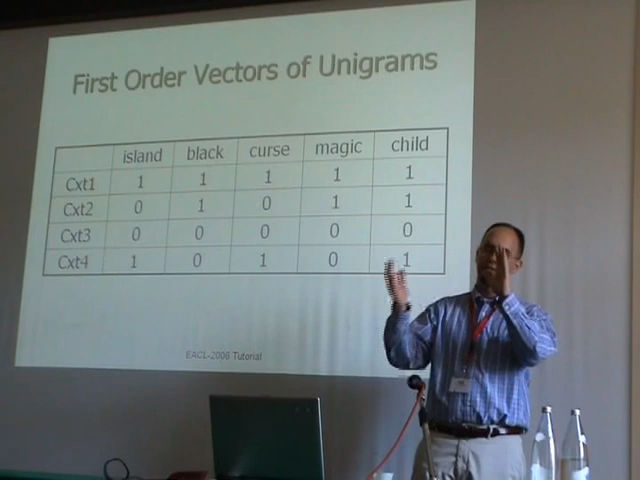 First Order Vectors of Unigrams
island black curse magic child
Cxt1 1 1 1 1 1
Cxt2 0 1 0 1 1
Cxt3 0 0 0 0 0
Cxt4 1 0 1 0 1
EACL-2006 Tutorial